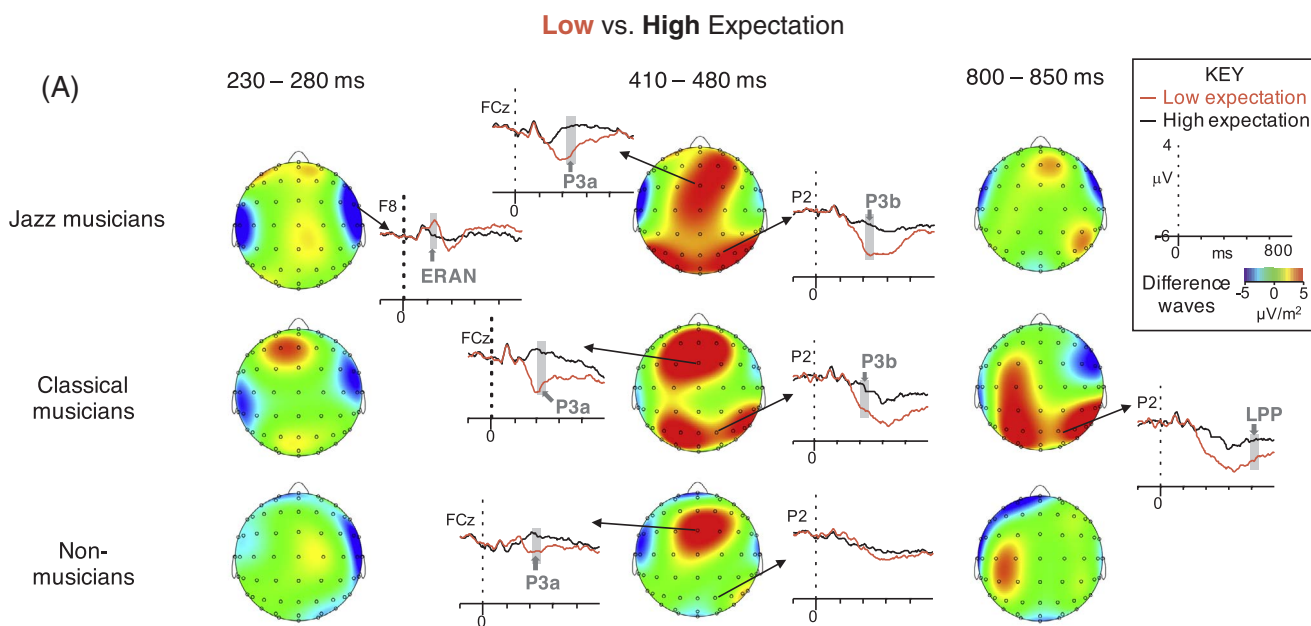 Low vs. High Expectation
(A)
230 – 280 ms
410 – 480 ms
800 – 850 ms
KEY
Low expectation
High expectation
4
µV
-6
0 ms 800
Difference waves
-5 0 5
µV/m²
Jazz musicians
F8
ERAN
0
FCz
P3a
0
P2
P3b
0
Classical
musicians
FCz
P3a
0
P2
P3b
0
P2
LPP
0
Non-
musicians
FCz
P3a
0
P2
0